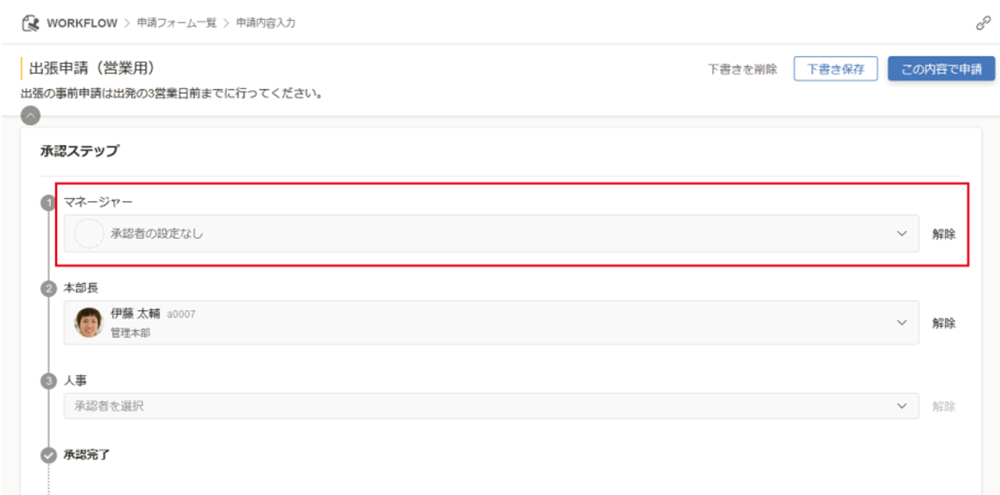 WORKFLOW > 申請フォーム一覧 > 申請内容入力
出張申請（営業用）
下書きを削除
下書き保存
この内容で申請
出張の事前申請は出発の3営業日前までに行ってください。
承認ステップ
1 マネージャー
承認者の設定なし
解除
2 本部長
伊藤 太輔 a0007
管理本部
解除
3 人事
承認者を選択
解除
承認完了